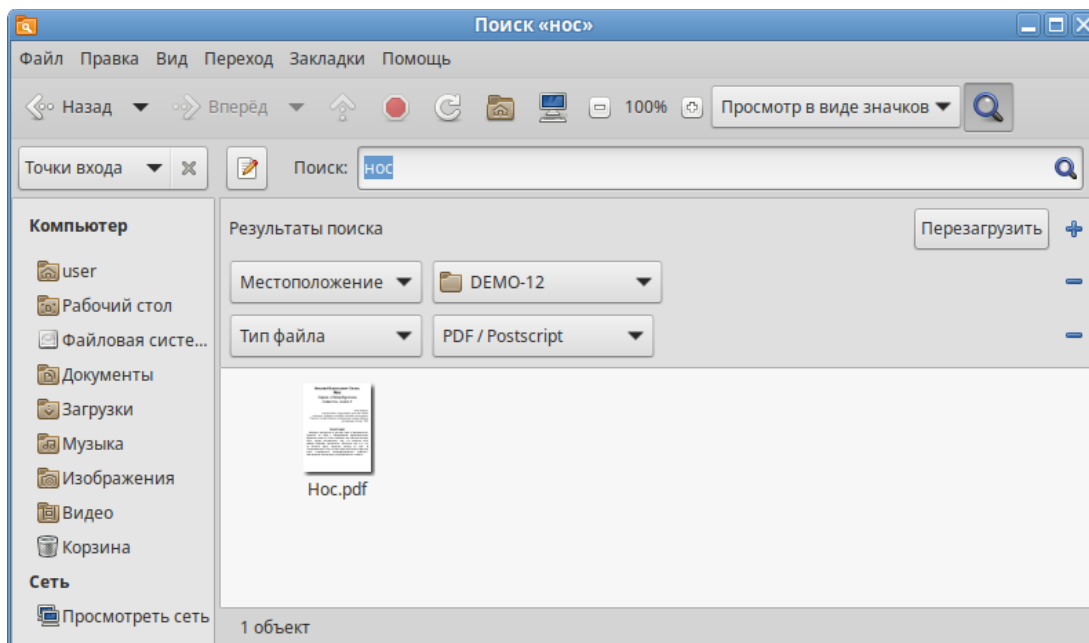 Поиск «нос»
Файл Правка Вид Переход Закладки Помощь
Назад Вперёд 100% Просмотр в виде значков
Точки входа Поиск: нос
Компьютер
user
Рабочий стол
Файловая систе...
Документы
Загрузки
Музыка
Изображения
Видео
Корзина
Сеть
Просмотреть сеть
Результаты поиска Перезагрузить
Местоположение DEMO-12
Тип файла PDF / Postscript
Нос.pdf
1 объект